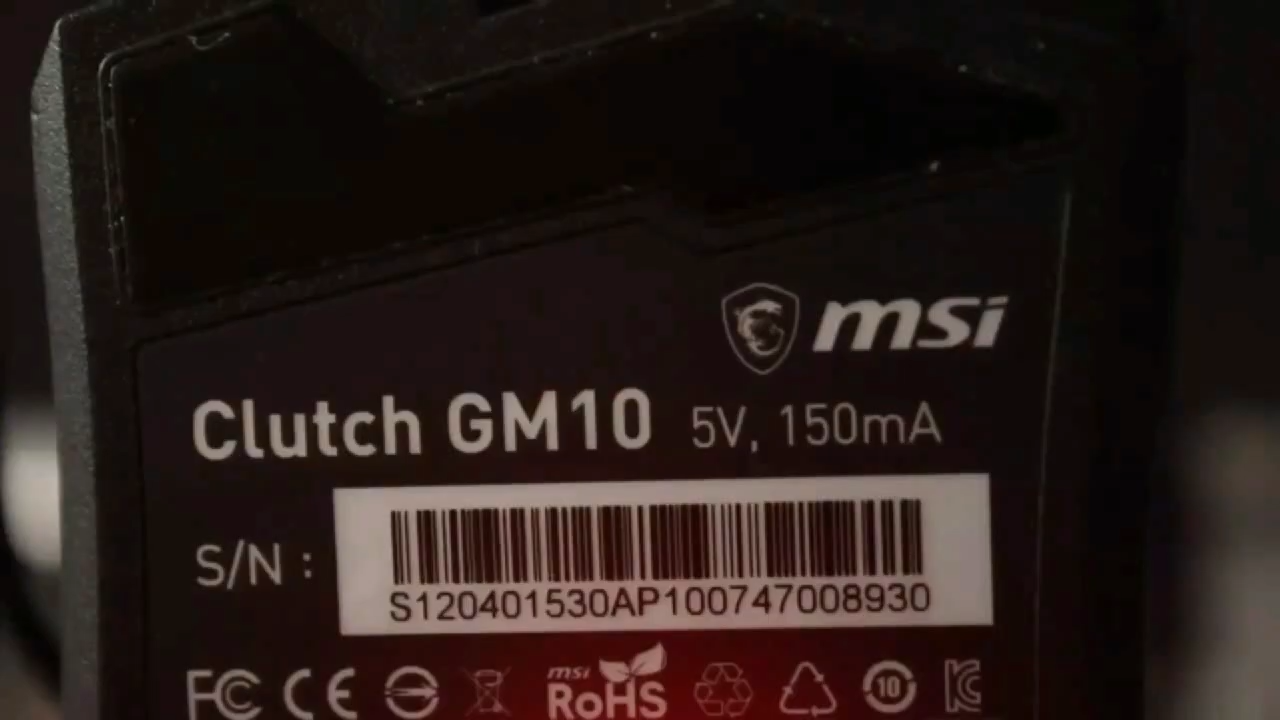 msi
Clutch GM10 5V, 150mA
S/N :
S120401530AP100747008930
FC CE msi RoHS 10